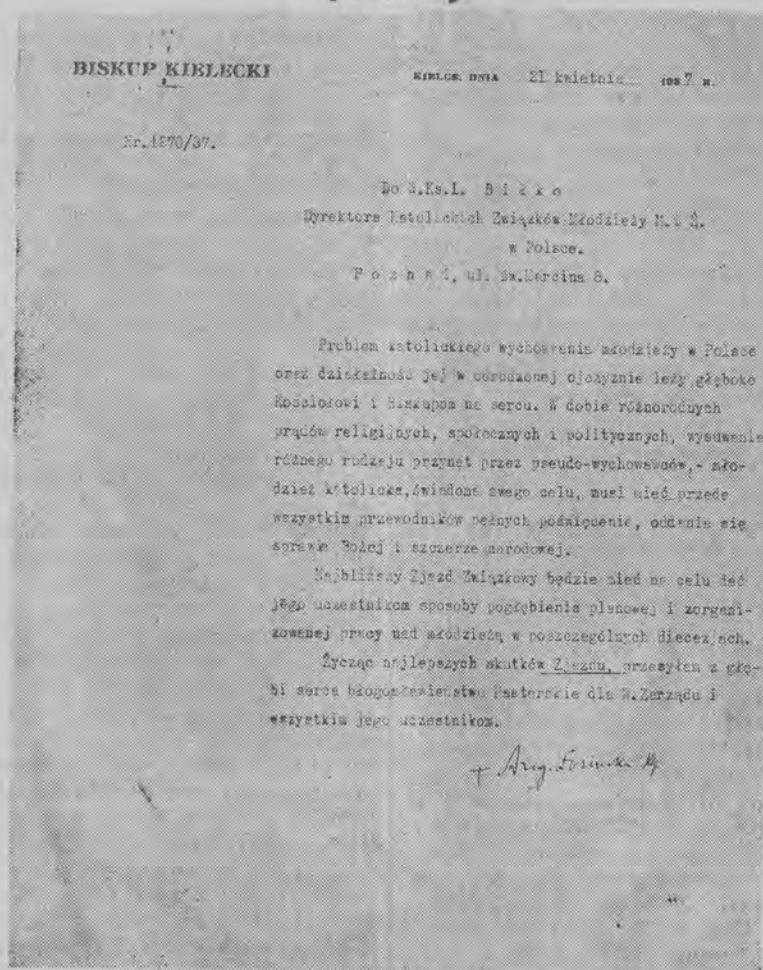 BISKUP KIELECKI
KIELCE, DNIA 21 kwietnia 1937 R.
Nr.1270/37.
Do Ks.L. B i ł k o
Dyrektora Katolickich Związków Młodzieży M. i Ż.
w Polsce.
P o z n a ń, ul. św.Marcina 8.
Problem katolickiego wychowania młodzieży w Polsce
oraz działalność jej w odrodzonej ojczyźnie leży głęboko
Kościołowi i Biskupom na sercu. W dobie różnorodnych
prądów religijnych, społecznych i politycznych, wysuwania
różnego rodzaju przynęt przez pseudo-wychowawców,- mło-
dzież katolicka,świadoma swego celu, musi mieć przede
wszystkim przewodników pełnych poświęcenia, oddania się
sprawie Bożej i szczerze narodowej.
Najbliższy Zjazd Związkowy będzie miał na celu dać
jego uczestnikom sposoby pogłębienia planowej i zorgani-
zowanej pracy nad młodzieżą w poszczególnych diecezjach.
Życząc najlepszych skutków Zjazdu, przesyłam z głę-
bi serca błogosławieństwo Pasterskie dla W.Zarządu i
wszystkim jego uczestnikom.
+ Aug. Łosiński